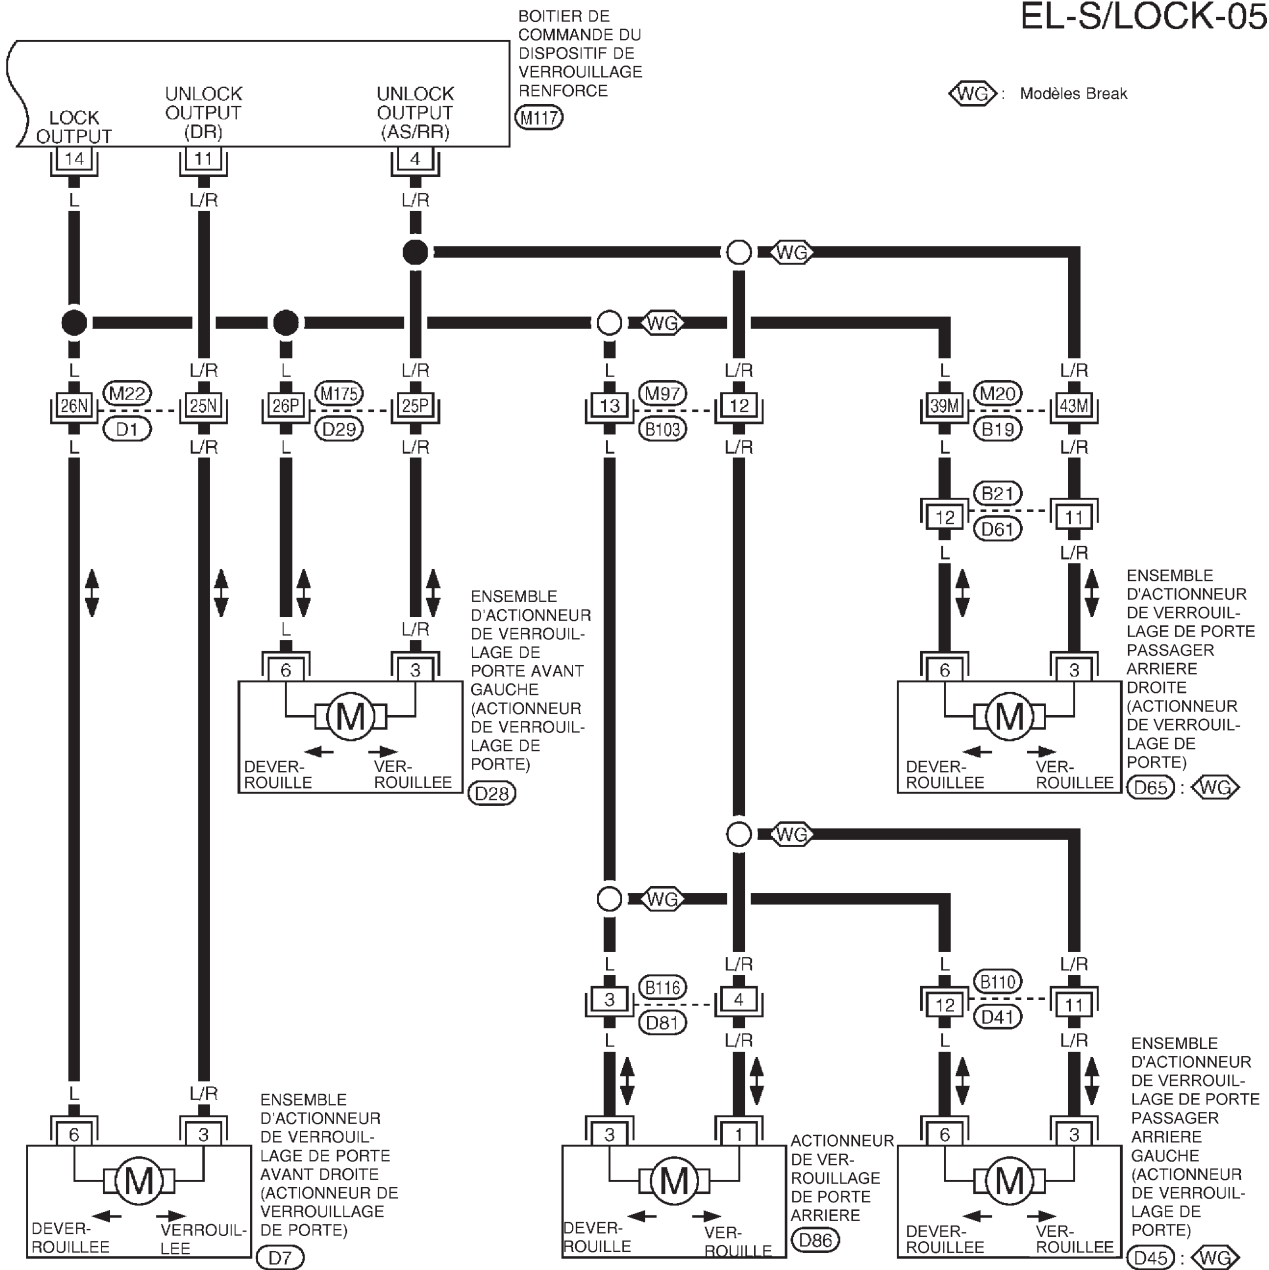 EL-S/LOCK-05
BOITIER DE
COMMANDE DU
DISPOSITIF DE
VERROUILLAGE
RENFORCE
M117
WG : Modèles Break
LOCK
OUTPUT
UNLOCK
OUTPUT
(DR)
UNLOCK
OUTPUT
(AS/RR)
14 11 4
L L/R L/R
WG
WG
L L/R L L/R L L/R L L/R
26N M22 25N 26P M175 25P 13 M97 12 39M M20 43M
D1 D29 B103 B19
L L/R L L/R L L/R L L/R
12 B21 11
D61
L L/R
ENSEMBLE
D'ACTIONNEUR
DE VERROUIL-
LAGE DE
PORTE AVANT
GAUCHE
(ACTIONNEUR
DE VERROUIL-
LAGE DE
PORTE)
D28
L L/R
6 3
M
DEVER-
ROUILLE
VER-
ROUILLEE
ENSEMBLE
D'ACTIONNEUR
DE VERROUIL-
LAGE DE PORTE
PASSAGER
ARRIERE
DROITE
(ACTIONNEUR
DE VERROUIL-
LAGE DE
PORTE)
D65 : WG
6 3
M
DEVER-
ROUILLEE
VER-
ROUILLEE
WG
WG
L L/R L L/R
3 B116 4 12 B110 11
D81 D41
L L/R L L/R
L L/R
6 3
M
DEVER-
ROUILLEE
VERROUIL-
LEE
ENSEMBLE
D'ACTIONNEUR
DE VERROUIL-
LAGE DE PORTE
AVANT DROITE
(ACTIONNEUR DE
VERROUILLAGE
DE PORTE)
D7
3 1
M
DEVER-
ROUILLE
VER-
ROUILLE
ACTIONNEUR
DE VER-
ROUILLAGE
DE PORTE
ARRIERE
D86
6 3
M
DEVER-
ROUILLEE
VER-
ROUILLEE
ENSEMBLE
D'ACTIONNEUR
DE VERROUIL-
LAGE DE PORTE
PASSAGER
ARRIERE
GAUCHE
(ACTIONNEUR
DE VERROUIL-
LAGE DE
PORTE)
D45 : WG